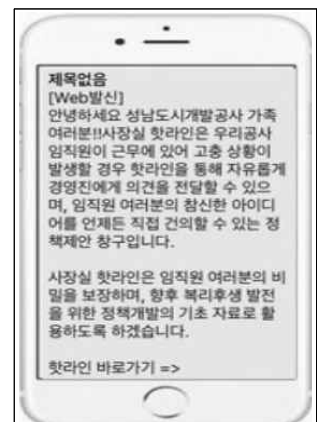 제목없음
[Web발신]
안녕하세요 성남도시개발공사 가족
여러분!!사장실 핫라인은 우리공사
임직원이 근무에 있어 고충 상황이
발생할 경우 핫라인을 통해 자유롭게
경영진에게 의견을 전달할 수 있으
며, 임직원 여러분의 참신한 아이디
어를 언제든 직접 건의할 수 있는 정
책제안 창구입니다.
사장실 핫라인은 임직원 여러분의 비
밀을 보장하며, 향후 복리후생 발전
을 위한 정책개발의 기초 자료로 활
용하도록 하겠습니다.
핫라인 바로가기 =>